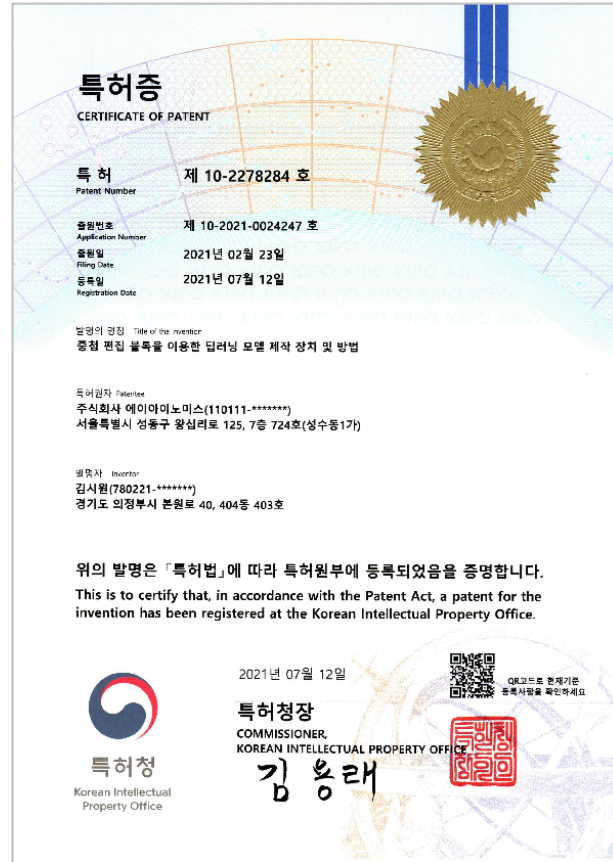 특허증
CERTIFICATE OF PATENT
특 허 제 10-2278284 호
Patent Number
출원번호 제 10-2021-0024247 호
Application Number
출원일 2021년 02월 23일
Filing Date
등록일 2021년 07월 12일
Registration Date
발명의 명칭 Title of the Invention
중첩 편집 블록을 이용한 딥러닝 모델 제작 장치 및 방법
특허권자 Patentee
주식회사 에이아이노미스(110111-*******)
서울특별시 성동구 왕십리로 125, 7층 724호(성수동1가)
발명자 Inventor
김시원(780221-*******)
경기도 의정부시 본원로 40, 404동 403호
위의 발명은 「특허법」에 따라 특허원부에 등록되었음을 증명합니다.
This is to certify that, in accordance with the Patent Act, a patent for the
invention has been registered at the Korean Intellectual Property Office.
2021년 07월 12일
QR코드로 현재기준
등록사항을 확인하세요
특허청장
COMMISSIONER,
KOREAN INTELLECTUAL PROPERTY OFFICE
김용래
특허청
Korean Intellectual
Property Office